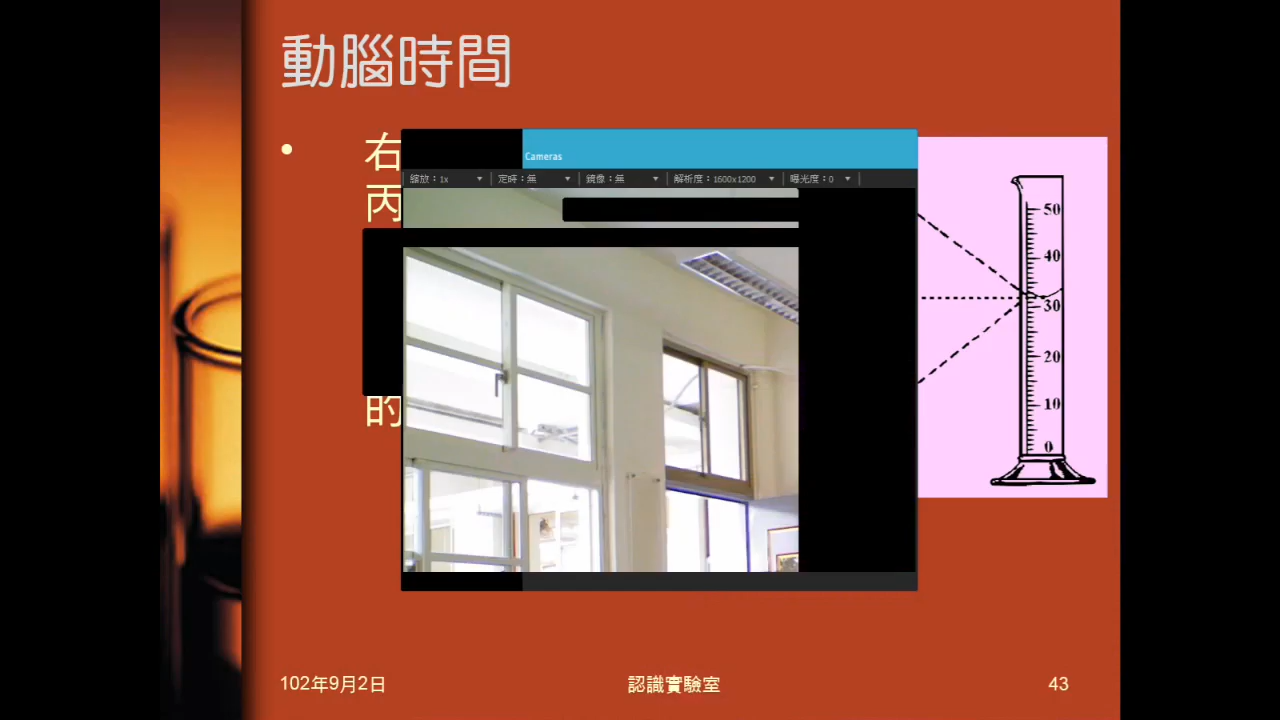 動腦時間
• 右
丙
的
Cameras
縮放：1x 定時：無 鏡像：無 解析度：1600x1200 曝光度：0
50
40
30
20
10
0
102年9月2日 認識實驗室 43